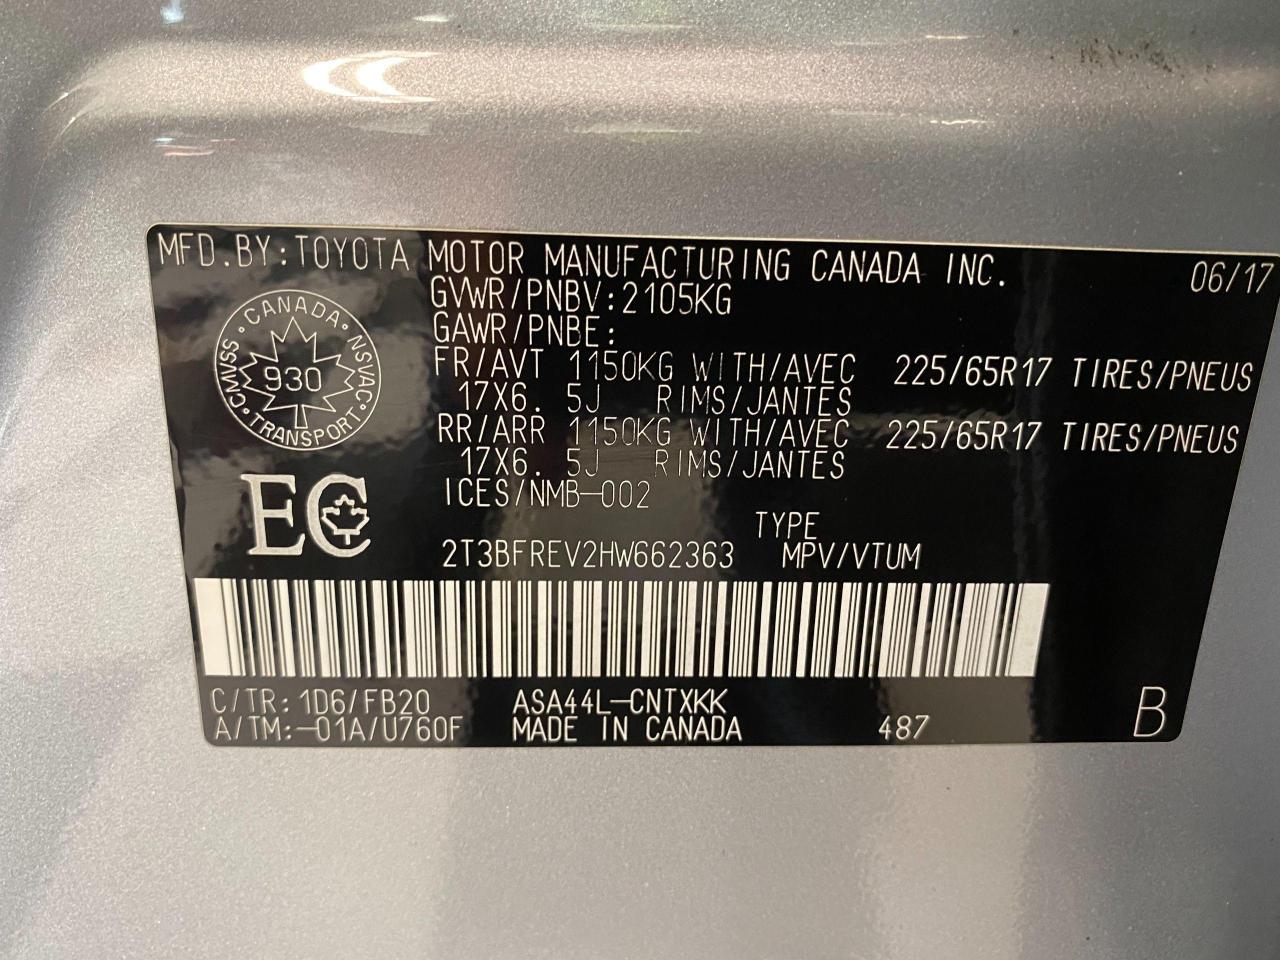 MFD.BY:TOYOTA MOTOR MANUFACTURING CANADA INC. 06/17
GVWR/PNBV:2105KG
GAWR/PNBE:
FR/AVT 1150KG WITH/AVEC 225/65R17 TIRES/PNEUS
17X6. 5J RIMS/JANTES
RR/ARR 1150KG WITH/AVEC 225/65R17 TIRES/PNEUS
17X6. 5J RIMS/JANTES
ICES/NMB-002
CANADA
CMVSS 930 NSVAC
TRANSPORT
EC
TYPE
2T3BFREV2HW662363 MPV/VTUM
C/TR: 1D6/FB20 ASA44L-CNTXKK
A/TM:-01A/U760F MADE IN CANADA 487 B